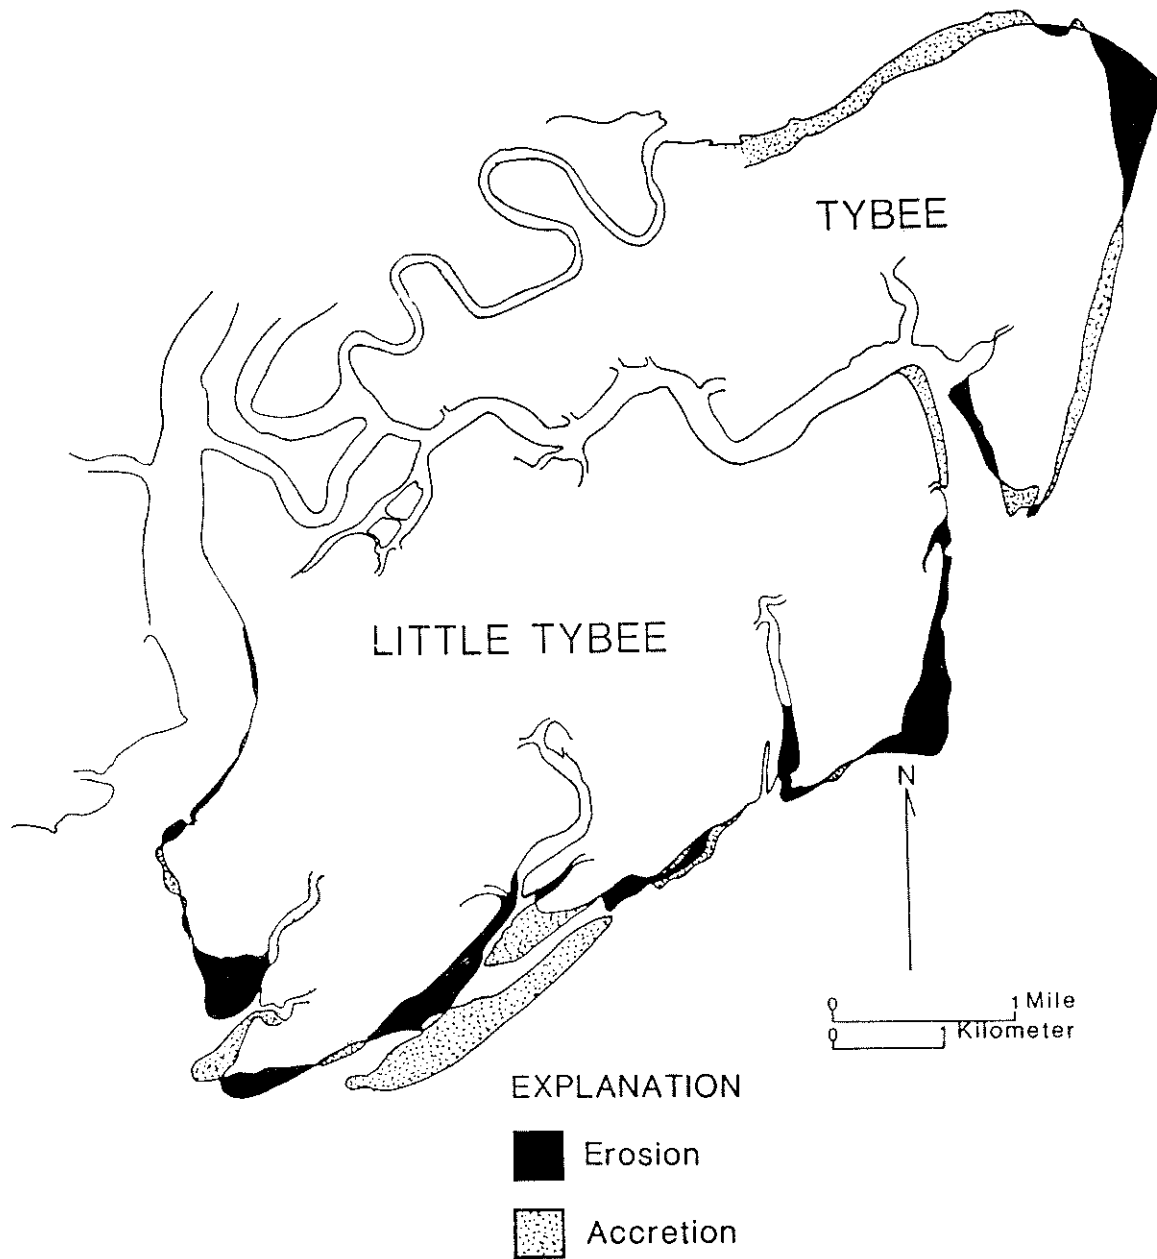 TYBEE
LITTLE TYBEE
N
0 1 Mile
0 1 Kilometer
EXPLANATION
Erosion
Accretion